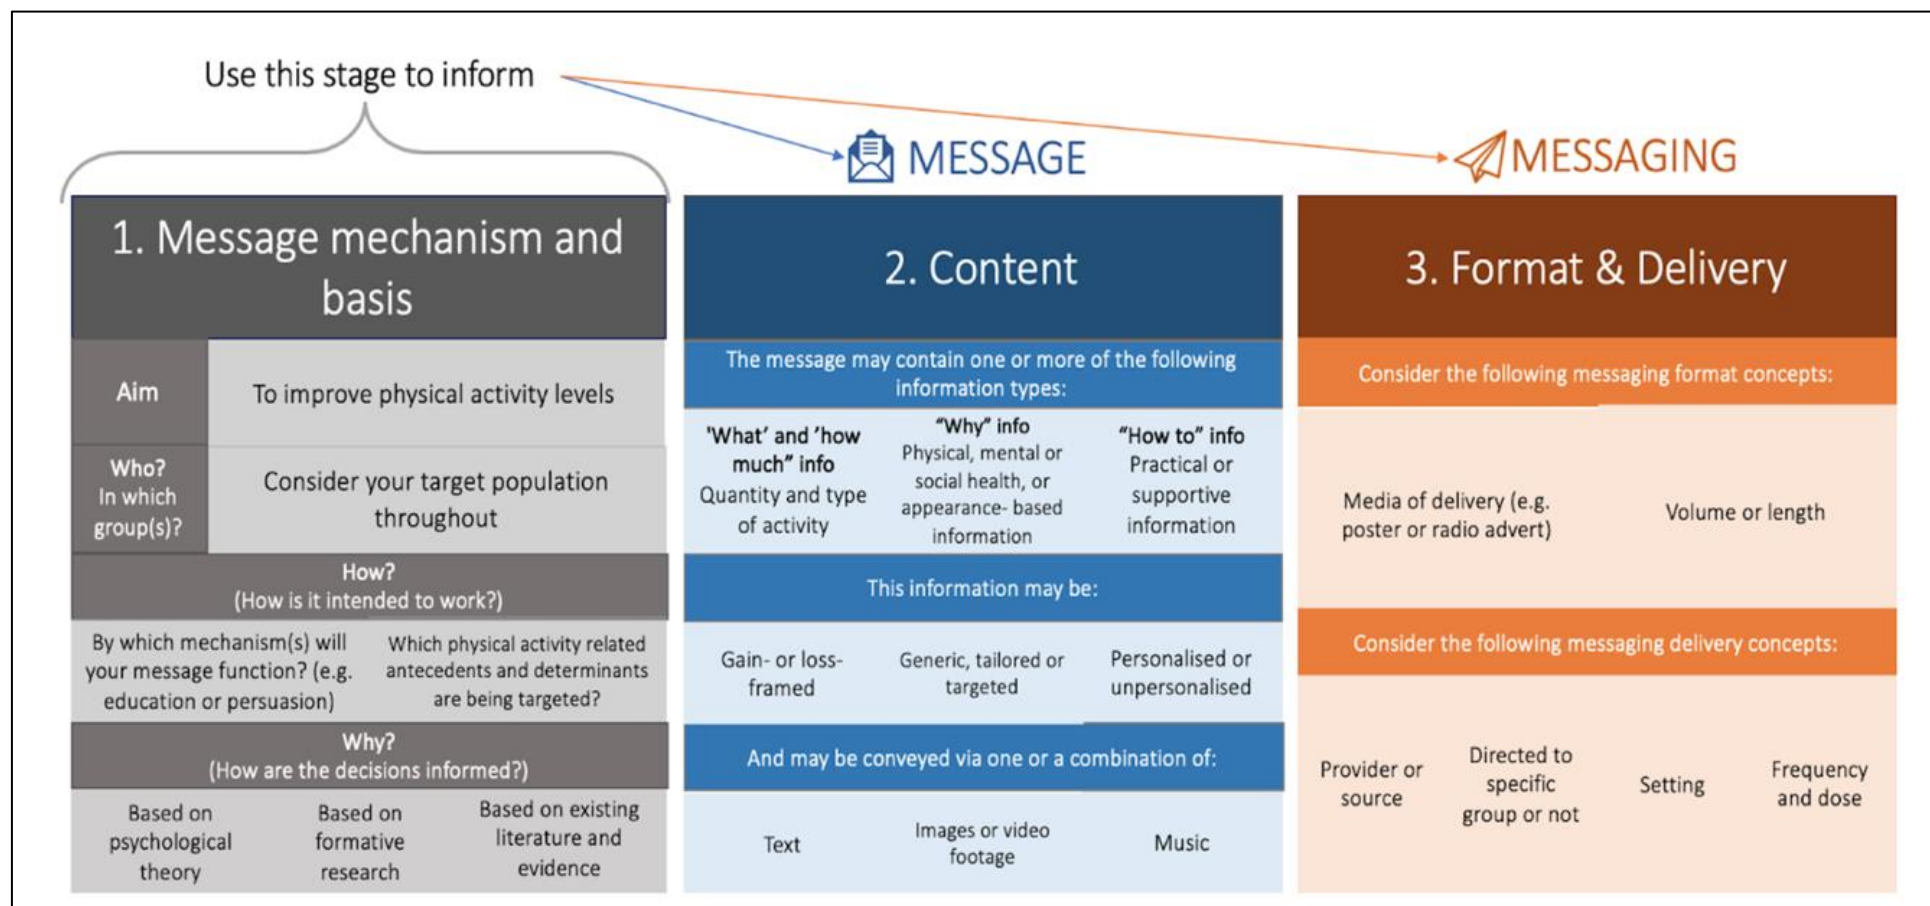 Use this stage to inform
MESSAGE
MESSAGING
1. Message mechanism and
basis
Aim
To improve physical activity levels
Who?
In which
group(s)?
Consider your target population
throughout
How?
(How is it intended to work?)
By which mechanism(s) will
your message function? (e.g.
education or persuasion)
Which physical activity related
antecedents and determinants
are being targeted?
Why?
(How are the decisions informed?)
Based on
psychological
theory
Based on
formative
research
Based on existing
literature and
evidence
2. Content
The message may contain one or more of the following
information types:
'What' and 'how
much" info
Quantity and type
of activity
"Why" info
Physical, mental or
social health, or
appearance- based
information
"How to" info
Practical or
supportive
information
This information may be:
Gain- or loss-
framed
Generic, tailored or
targeted
Personalised or
unpersonalised
And may be conveyed via one or a combination of:
Text
Images or video
footage
Music
3. Format & Delivery
Consider the following messaging format concepts:
Media of delivery (e.g.
poster or radio advert)
Volume or length
Consider the following messaging delivery concepts:
Provider or
source
Directed to
specific
group or not
Setting
Frequency
and dose